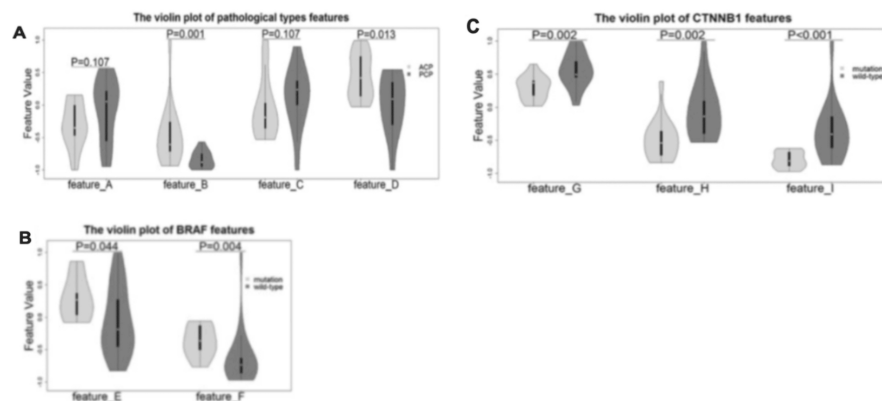 A
The violin plot of pathological types features
P=0.107
P=0.001
P=0.107
P=0.013
ACP
PCP
Feature Value
feature_A
feature_B
feature_C
feature_D
B
The violin plot of BRAF features
P=0.044
P=0.004
mutation
wild-type
Feature Value
feature_E
feature_F
C
The violin plot of CTNNB1 features
P=0.002
P=0.002
P<0.001
mutation
wild-type
Feature Value
feature_G
feature_H
feature_I